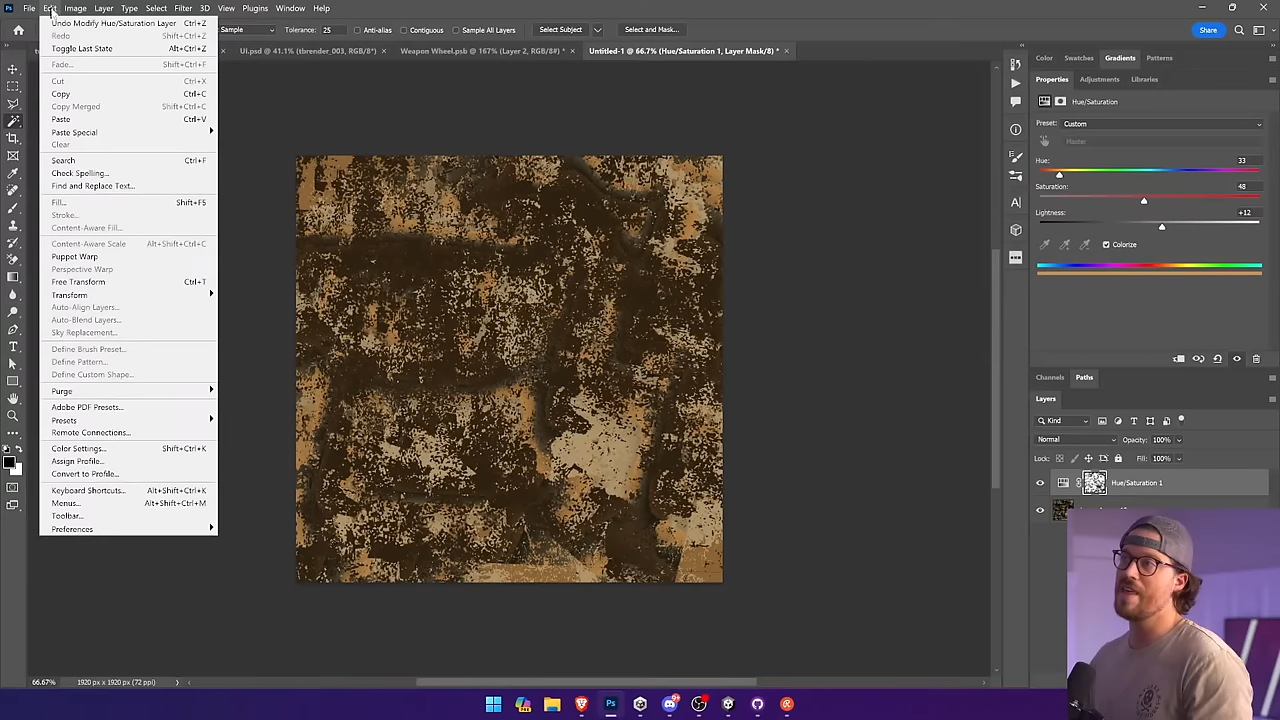 Ps File Edit Image Layer Type Select Filter 3D View Plugins Window Help
Sample Tolerance: 25 Anti-alias Contiguous Sample All Layers Select Subject Select and Mask... Share
UI.psd @ 41.1% (tbrender_003, RGB/8*) × Weapon Wheel.psb @ 167% (Layer 2, RGB/8#) * × Untitled-1 @ 66.7% (Hue/Saturation 1, Layer Mask/8) * ×
Undo Modify Hue/Saturation Layer Ctrl+Z
Redo Shift+Ctrl+Z
Toggle Last State Alt+Ctrl+Z
Fade... Shift+Ctrl+F
Cut Ctrl+X
Copy Ctrl+C
Copy Merged Shift+Ctrl+C
Paste Ctrl+V
Paste Special
Clear
Search Ctrl+F
Check Spelling...
Find and Replace Text...
Fill... Shift+F5
Stroke...
Content-Aware Fill...
Content-Aware Scale Alt+Shift+Ctrl+C
Puppet Warp
Perspective Warp
Free Transform Ctrl+T
Transform
Auto-Align Layers...
Auto-Blend Layers...
Sky Replacement...
Define Brush Preset...
Define Pattern...
Define Custom Shape...
Purge
Adobe PDF Presets...
Presets
Remote Connections...
Color Settings... Shift+Ctrl+K
Assign Profile...
Convert to Profile...
Keyboard Shortcuts... Alt+Shift+Ctrl+K
Menus... Alt+Shift+Ctrl+M
Toolbar...
Preferences
Color Swatches Gradients Patterns
Properties Adjustments Libraries
Hue/Saturation
Preset: Custom
Master
Hue: 33
Saturation: 48
Lightness: +12
Colorize
Channels Paths
Layers
Kind
Normal Opacity: 100%
Lock: Fill: 100%
Hue/Saturation 1
66.67% 1920 px x 1920 px (72 ppi)